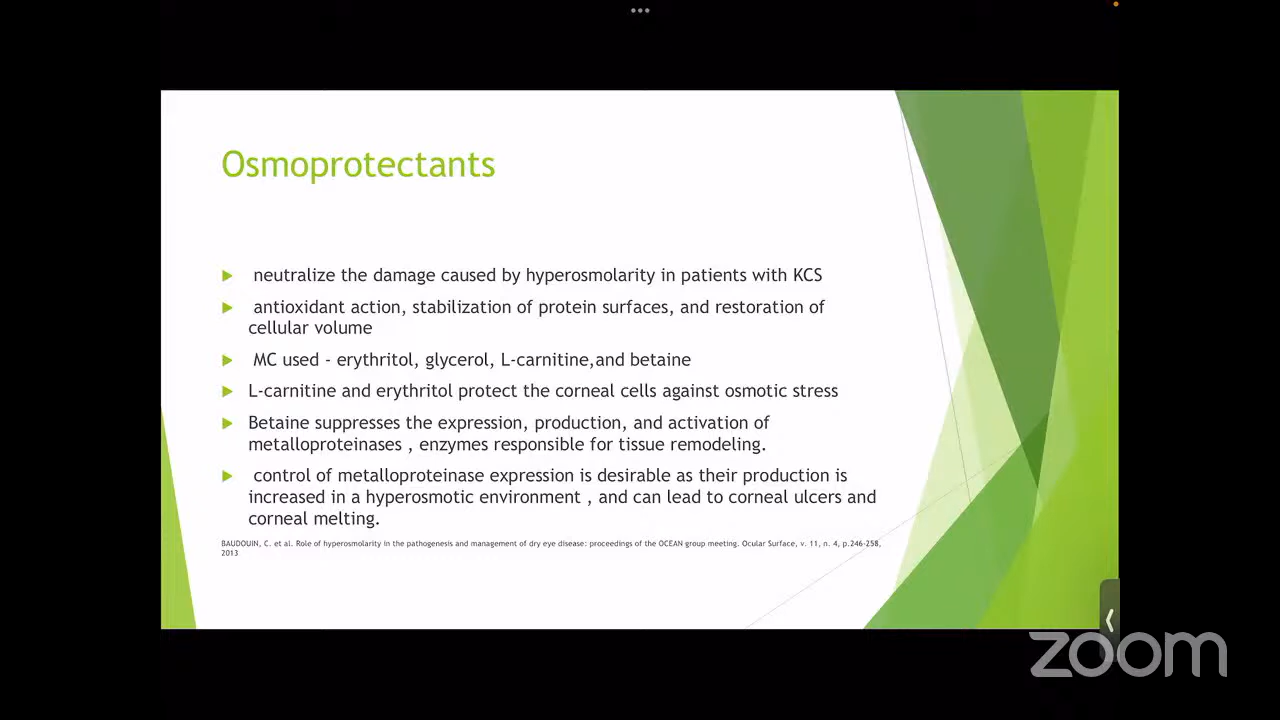 Osmoprotectants
neutralize the damage caused by hyperosmolarity in patients with KCS
antioxidant action, stabilization of protein surfaces, and restoration of
cellular volume
MC used - erythritol, glycerol, L-carnitine,and betaine
L-carnitine and erythritol protect the corneal cells against osmotic stress
Betaine suppresses the expression, production, and activation of
metalloproteinases , enzymes responsible for tissue remodeling.
control of metalloproteinase expression is desirable as their production is
increased in a hyperosmotic environment , and can lead to corneal ulcers and
corneal melting.
BAUDOUIN, C. et al. Role of hyperosmolarity in the pathogenesis and management of dry eye disease: proceedings of the OCEAN group meeting. Ocular Surface, v. 11, n. 4, p.246-258,
2013
zoom